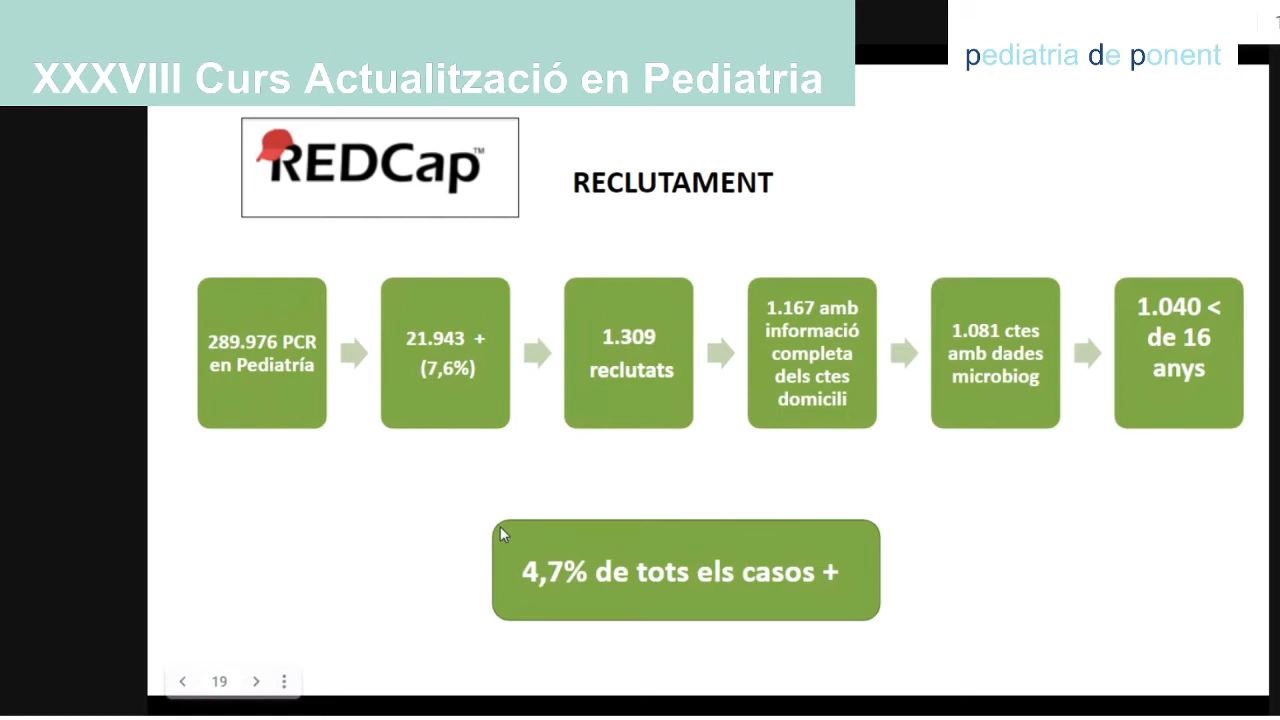 XXXVIII Curs Actualització en Pediatria
pediatria de ponent
REDCap™
RECLUTAMENT
289.976 PCR
en Pediatría
21.943 +
(7,6%)
1.309
reclutats
1.167 amb
informació
completa
dels ctes
domicili
1.081 ctes
amb dades
microbiog
1.040 <
de 16
anys
4,7% de tots els casos +
19